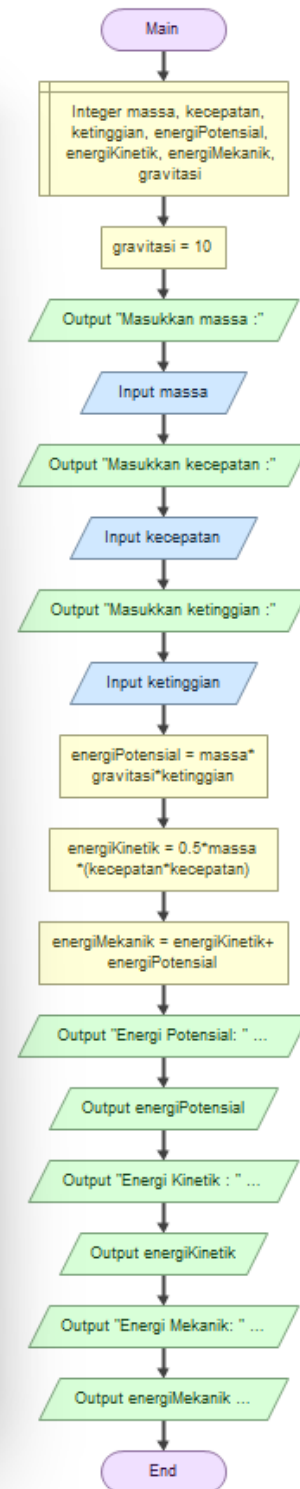 Main
Integer massa, kecepatan,
ketinggian, energiPotensial,
energiKinetik, energiMekanik,
gravitasi
gravitasi = 10
Output "Masukkan massa :"
Input massa
Output "Masukkan kecepatan :"
Input kecepatan
Output "Masukkan ketinggian :"
Input ketinggian
energiPotensial = massa*
gravitasi*ketinggian
energiKinetik = 0.5*massa
*(kecepatan*kecepatan)
energiMekanik = energiKinetik+
energiPotensial
Output "Energi Potensial: " ...
Output energiPotensial
Output "Energi Kinetik : " ...
Output energiKinetik
Output "Energi Mekanik: " ...
Output energiMekanik ...
End